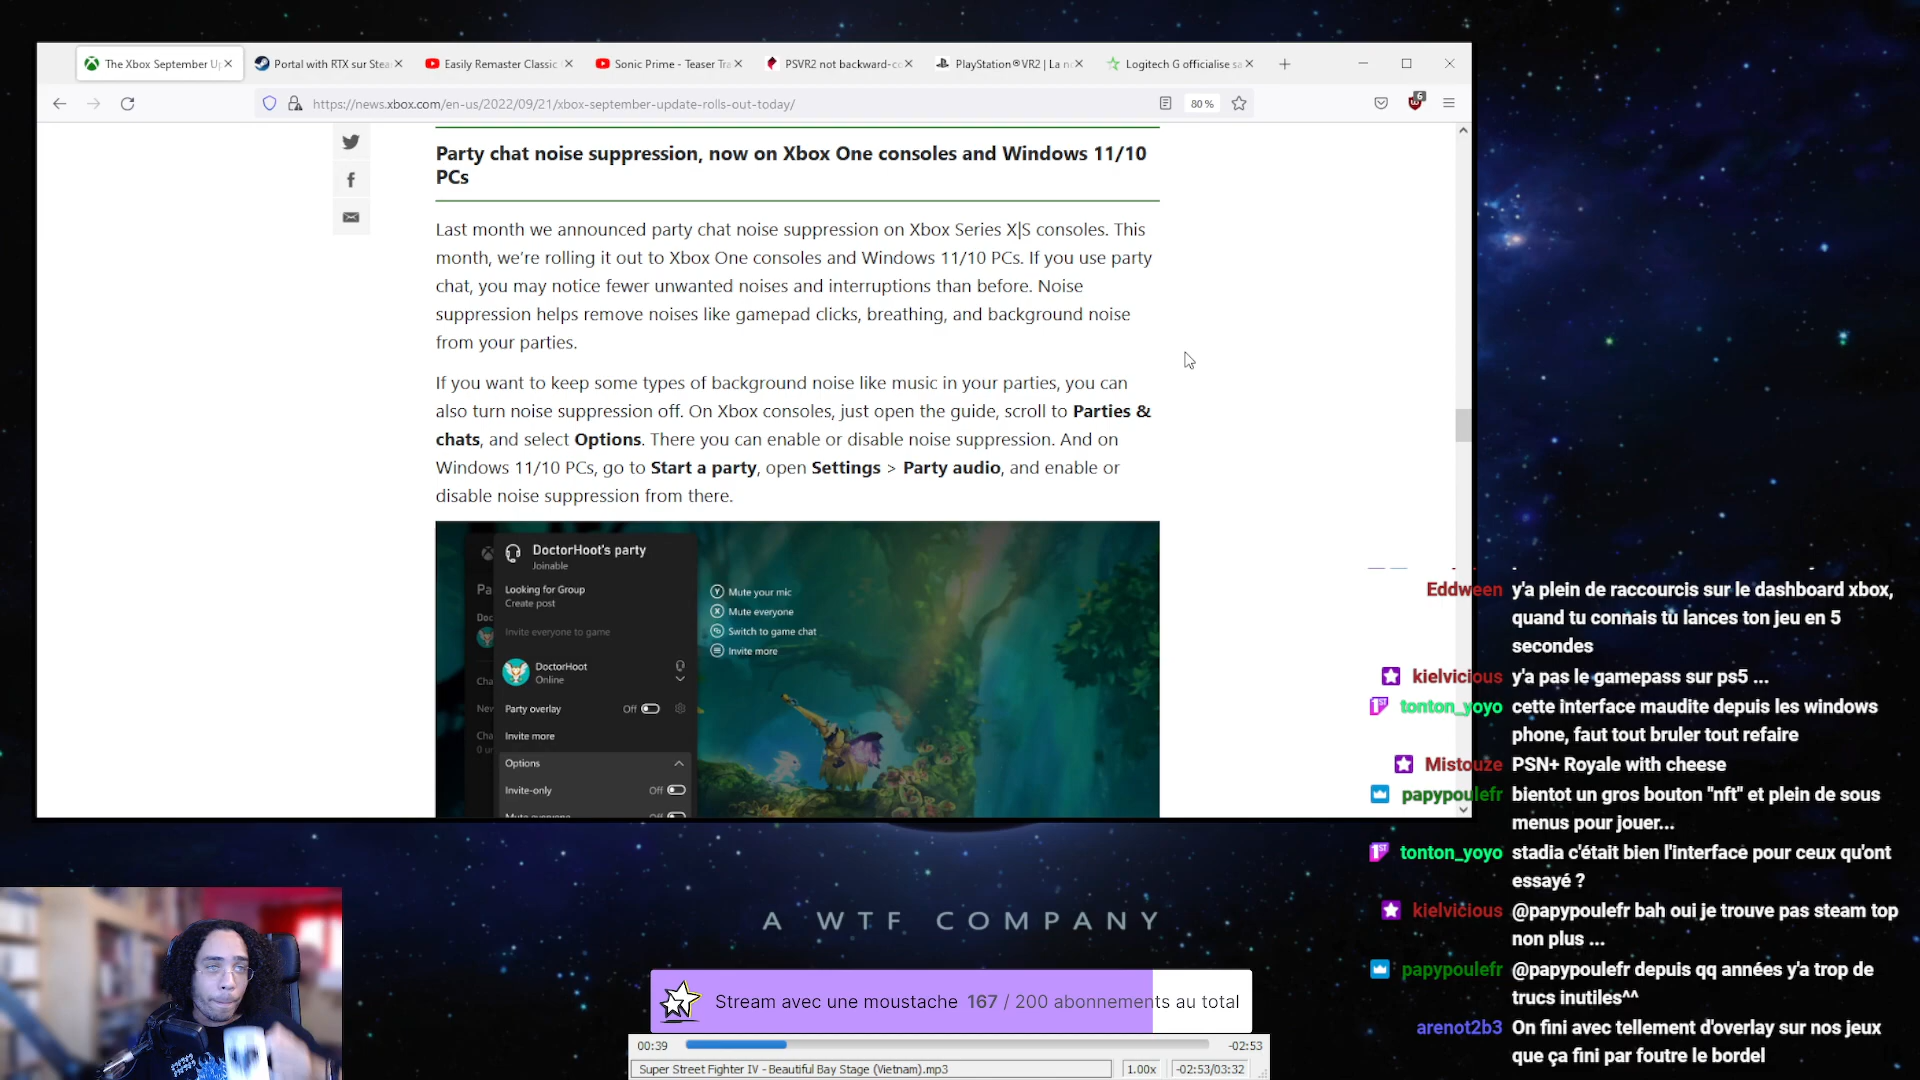 The Xbox September Up
Portal with RTX sur Stea
Easily Remaster Classic
Sonic Prime - Teaser Tra
PSVR2 not backward-co
PlayStation®VR2 | La n
Logitech G officialise sa
https://news.xbox.com/en-us/2022/09/21/xbox-september-update-rolls-out-today/
80 %
6
Party chat noise suppression, now on Xbox One consoles and Windows 11/10
PCs
Last month we announced party chat noise suppression on Xbox Series X|S consoles. This
month, we're rolling it out to Xbox One consoles and Windows 11/10 PCs. If you use party
chat, you may notice fewer unwanted noises and interruptions than before. Noise
suppression helps remove noises like gamepad clicks, breathing, and background noise
from your parties.
If you want to keep some types of background noise like music in your parties, you can
also turn noise suppression off. On Xbox consoles, just open the guide, scroll to Parties &
chats, and select Options. There you can enable or disable noise suppression. And on
Windows 11/10 PCs, go to Start a party, open Settings > Party audio, and enable or
disable noise suppression from there.
DoctorHoot's party
Joinable
Looking for Group
Create post
Invite everyone to game
DoctorHoot
Online
Party overlay Off
Invite more
Options
Invite-only Off
Mute everyone Off
Y Mute your mic
X Mute everyone
Switch to game chat
Invite more
Eddween y'a plein de raccourcis sur le dashboard xbox,
quand tu connais tu lances ton jeu en 5
secondes
kielvicious y'a pas le gamepass sur ps5 ...
tonton_yoyo cette interface maudite depuis les windows
phone, faut tout bruler tout refaire
Mistouze PSN+ Royale with cheese
papypoulefr bientot un gros bouton "nft" et plein de sous
menus pour jouer...
tonton_yoyo stadia c'était bien l'interface pour ceux qu'ont
essayé ?
kielvicious @papypoulefr bah oui je trouve pas steam top
non plus ...
papypoulefr @papypoulefr depuis qq années y'a trop de
trucs inutiles^^
arenot2b3 On fini avec tellement d'overlay sur nos jeux
que ça fini par foutre le bordel
A WTF COMPANY
Stream avec une moustache 167 / 200 abonnements au total
00:39
-02:53
Super Street Fighter IV - Beautiful Bay Stage (Vietnam).mp3
1.00x
-02:53/03:32